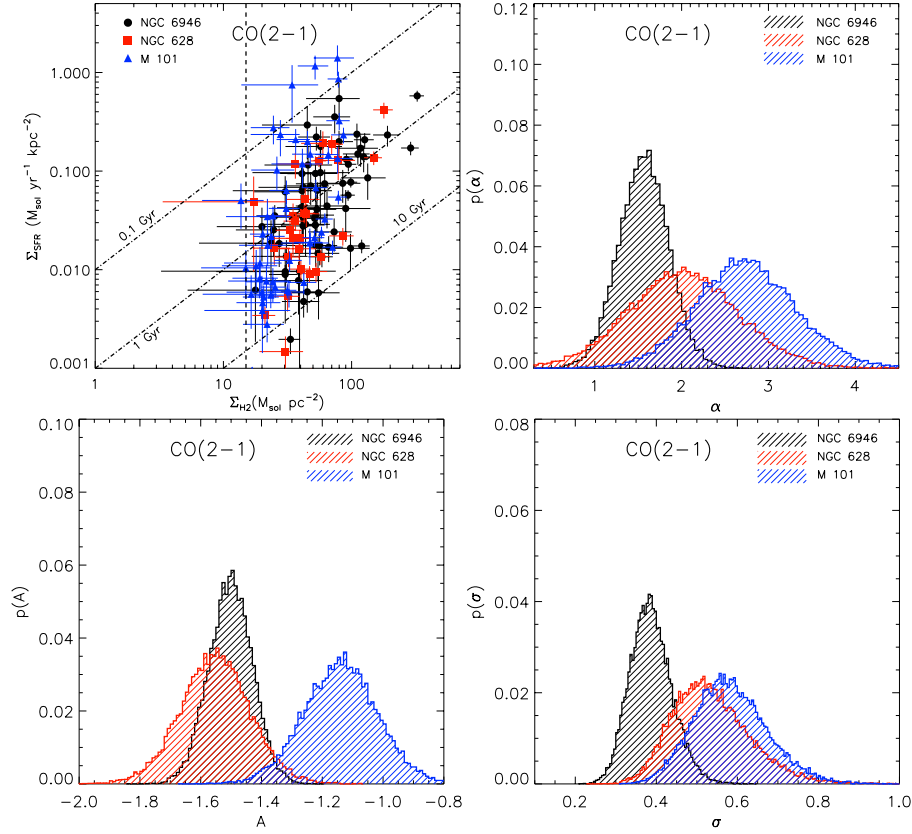 NGC 6946
NGC 628
M 101
CO(2−1)
1.000
0.100
0.010
0.001
Σ_SFR (M_sol yr⁻¹ kpc⁻²)
0.1 Gyr
1 Gyr
10 Gyr
1
10
100
Σ_H2(M_sol pc⁻²)
CO(2−1)
NGC 6946
NGC 628
M 101
0.12
0.10
0.08
0.06
0.04
0.02
0.00
p(α)
1
2
3
4
α
CO(2−1)
NGC 6946
NGC 628
M 101
0.10
0.08
0.06
0.04
0.02
0.00
p(A)
−2.0
−1.8
−1.6
−1.4
−1.2
−1.0
−0.8
A
CO(2−1)
NGC 6946
NGC 628
M 101
0.08
0.06
0.04
0.02
0.00
p(σ)
0.2
0.4
0.6
0.8
1.0
σ